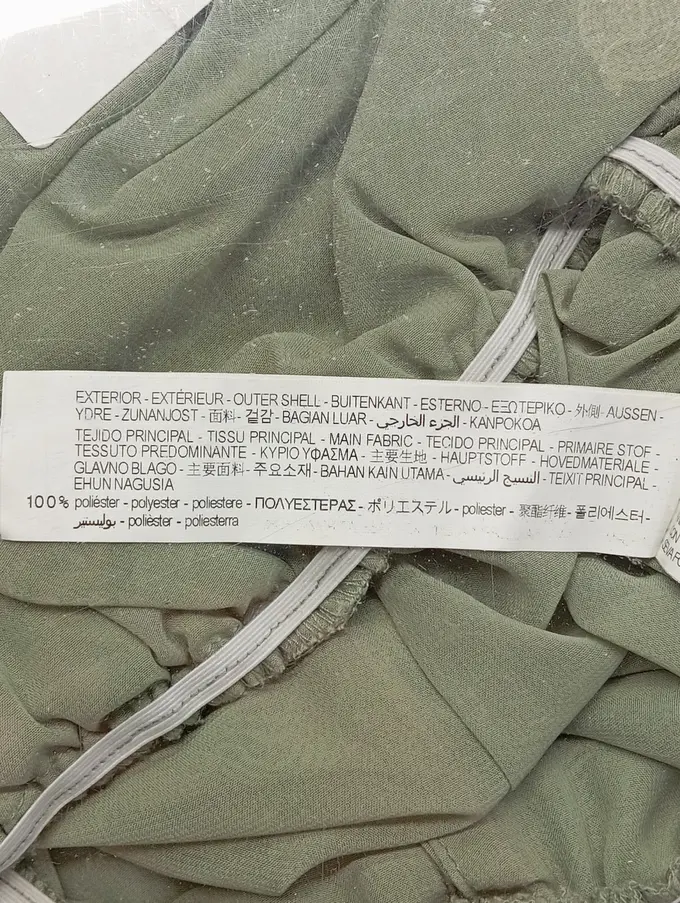 EXTERIOR - EXTÉRIEUR - OUTER SHELL - BUITENKANT - ESTERNO - ΕΞΩΤΕΡΙΚΟ - 外側 - AUSSEN -
YDRE - ZUNANJOST - 面料 - 겉감 - BAGIAN LUAR - الجزء الخارجي - KANPOKOA
TEJIDO PRINCIPAL - TISSU PRINCIPAL - MAIN FABRIC - TECIDO PRINCIPAL - PRIMAIRE STOF -
TESSUTO PREDOMINANTE - ΚΥΡΙΟ ΥΦΑΣΜΑ - 主要生地 - HAUPTSTOFF - HOVEDMATERIALE -
GLAVNO BLAGO - 主要面料 - 주요소재 - BAHAN KAIN UTAMA - النسيج الرئيسي - TEIXIT PRINCIPAL -
EHUN NAGUSIA
100% poliéster - polyester - poliestere - ΠΟΛΥΕΣΤΕΡΑΣ - ポリエステル - poliester - 聚酯纤维 - 폴리에스터 -
بوليستير - polièster - poliesterra